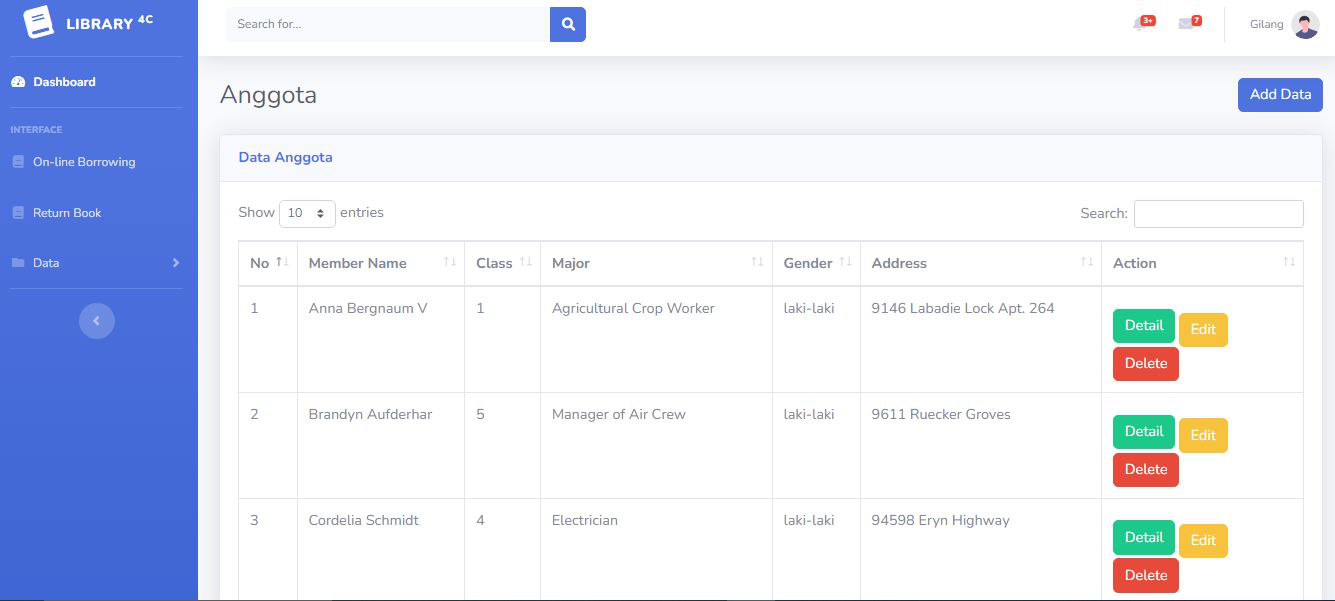 LIBRARY 4C
Search for...
3+
7
Gilang
Dashboard
INTERFACE
On-line Borrowing
Return Book
Data
Anggota
Add Data
Data Anggota
Show 10 entries
Search:
No Member Name Class Major Gender Address Action
1 Anna Bergnaum V 1 Agricultural Crop Worker laki-laki 9146 Labadie Lock Apt. 264
Detail Edit
Delete
2 Brandyn Aufderhar 5 Manager of Air Crew laki-laki 9611 Ruecker Groves
Detail Edit
Delete
3 Cordelia Schmidt 4 Electrician laki-laki 94598 Eryn Highway
Detail Edit
Delete